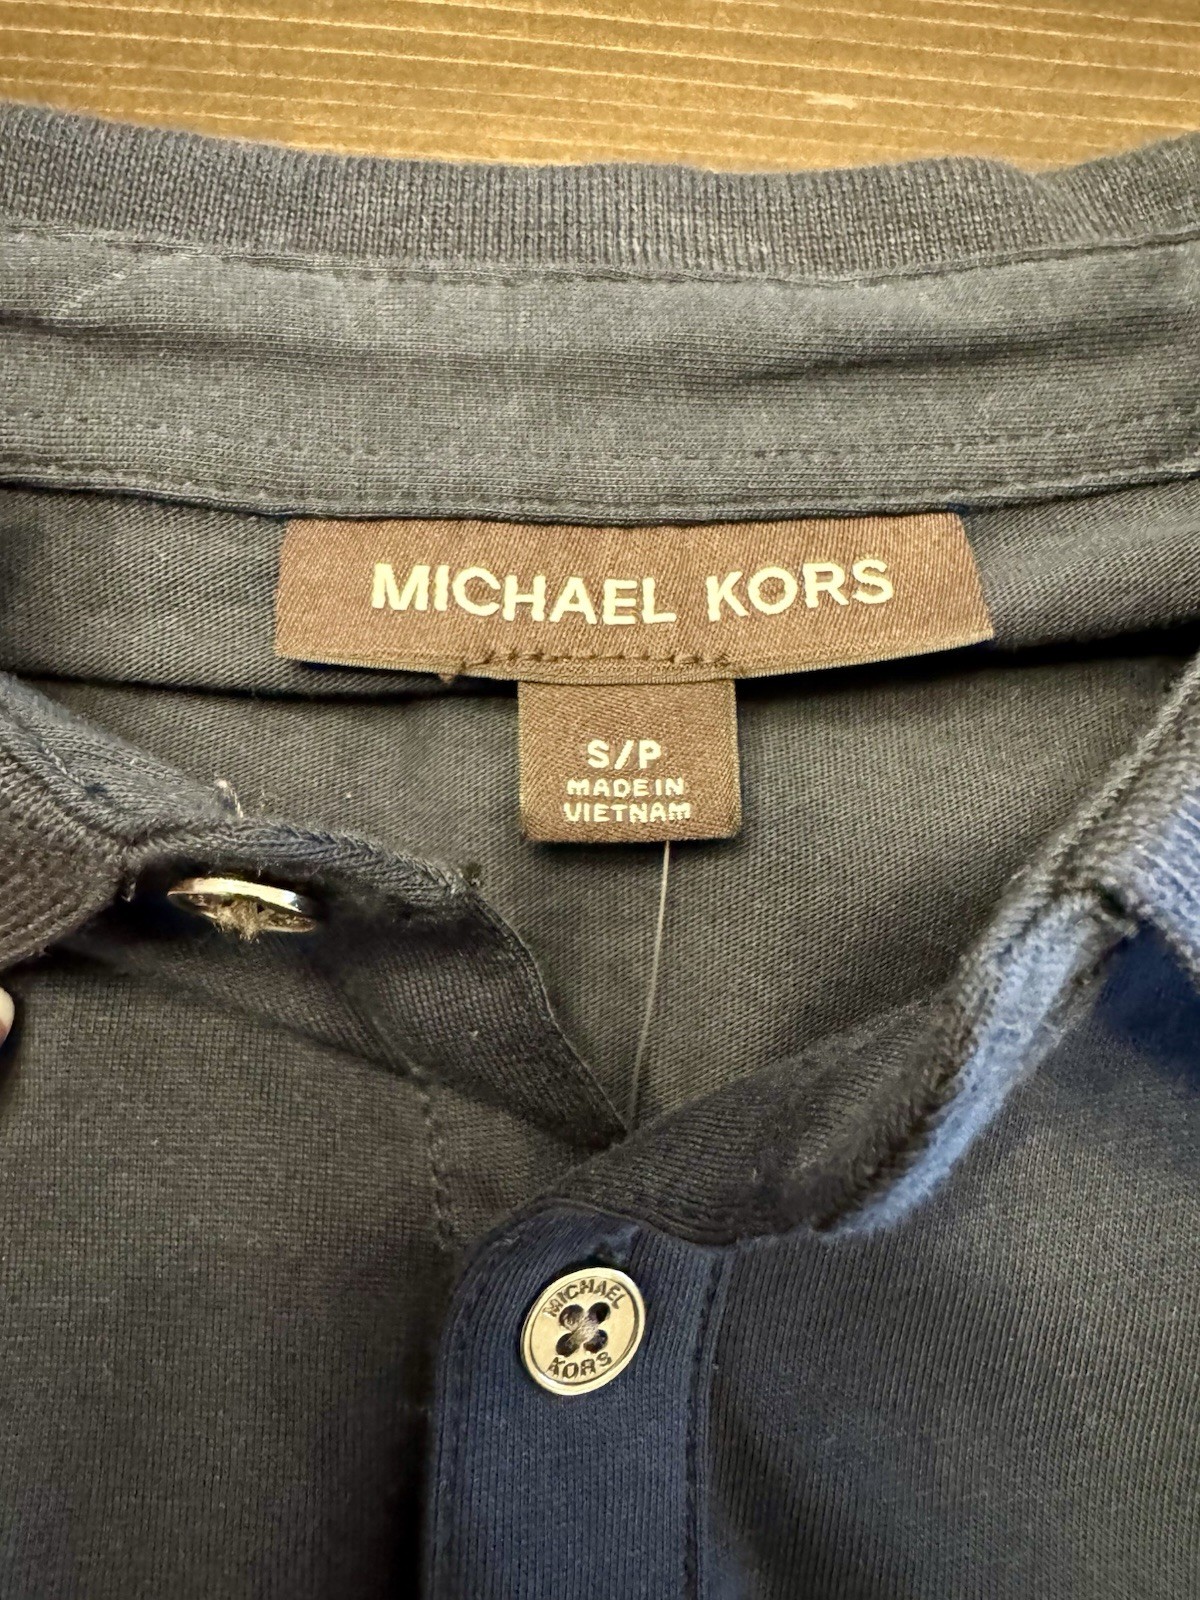 MICHAEL KORS
S/P
MADE IN
VIETNAM
MICHAEL
KORS